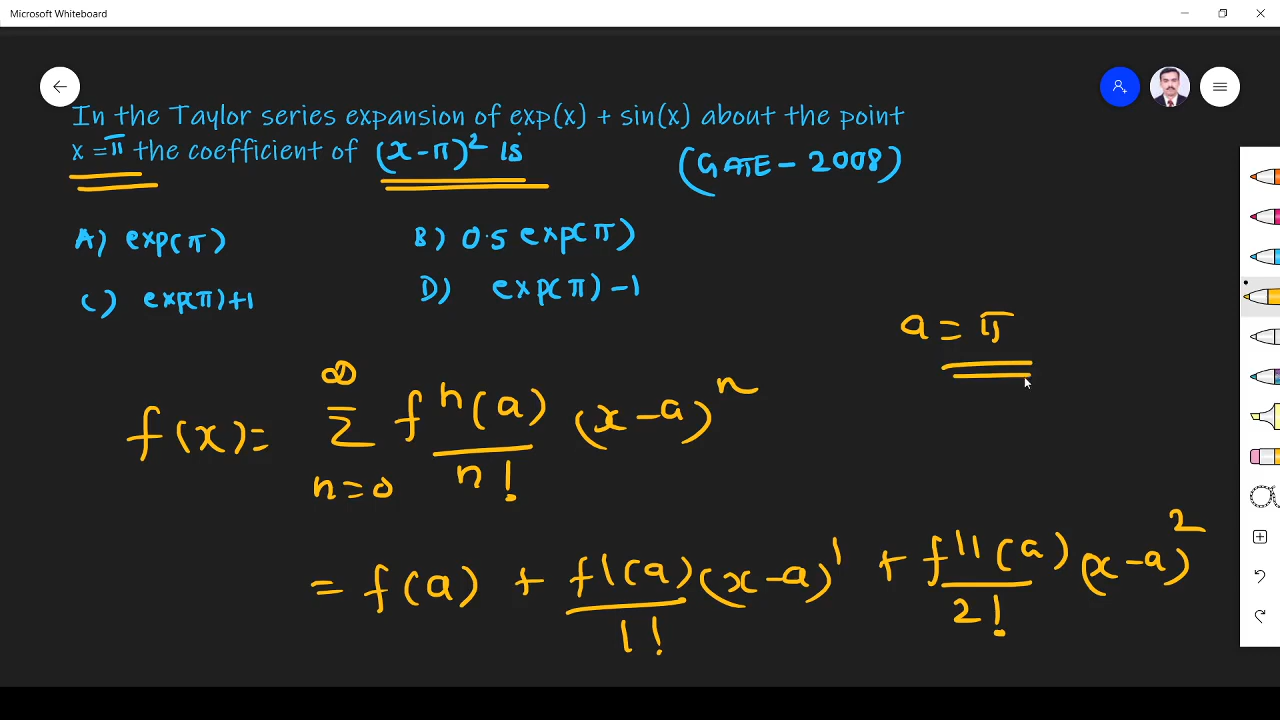 Microsoft Whiteboard
In the Taylor series expansion of exp(x) + sin(x) about the point
x = π the coefficient of (x-π)² is
(GATE - 2008)
A) exp(π) B) 0.5 exp(π)
C) exp(π)+1 D) exp(π) -1
a = π
f(x) = ∞ Σ n=0 fⁿ(a)/n! (x-a)ⁿ
= f(a) + f'(a)/1! (x-a)¹ + f''(a)/2! (x-a)²